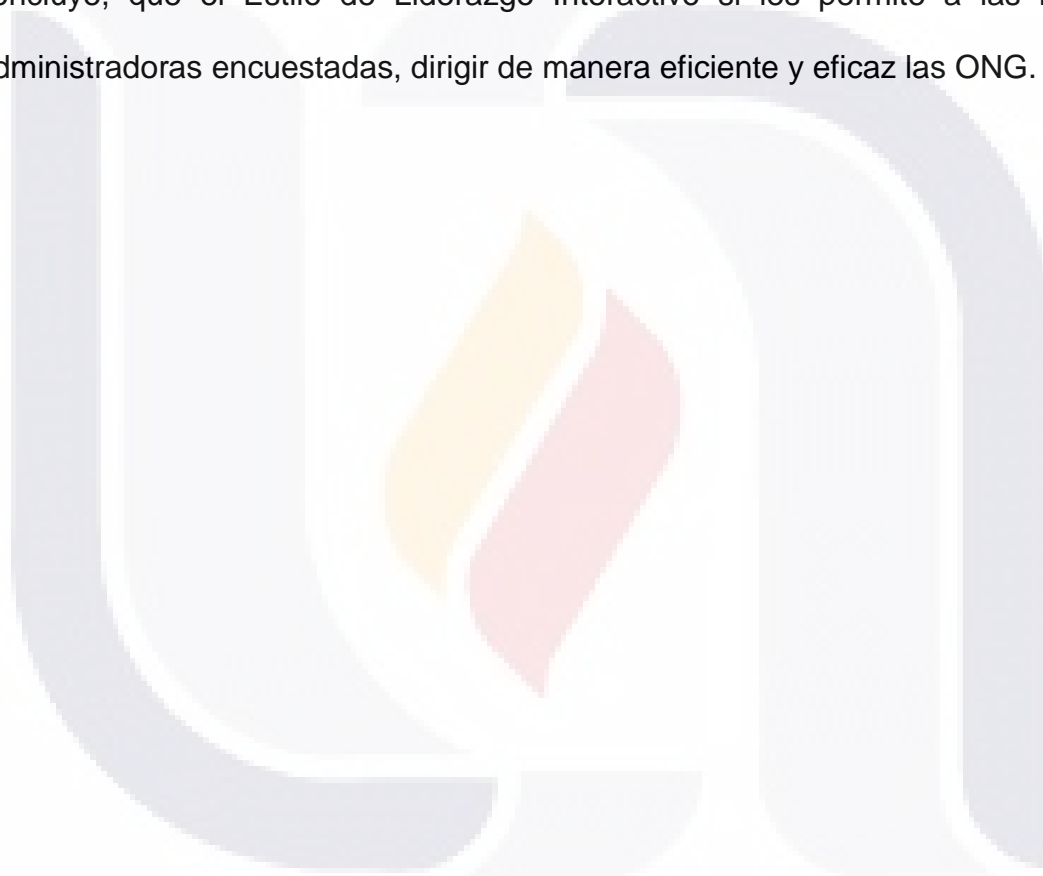 oncluye, que el Estilo de Liderazgo Interactivo si les permite a las
dministradoras encuestadas, dirigir de manera eficiente y eficaz las ONG.